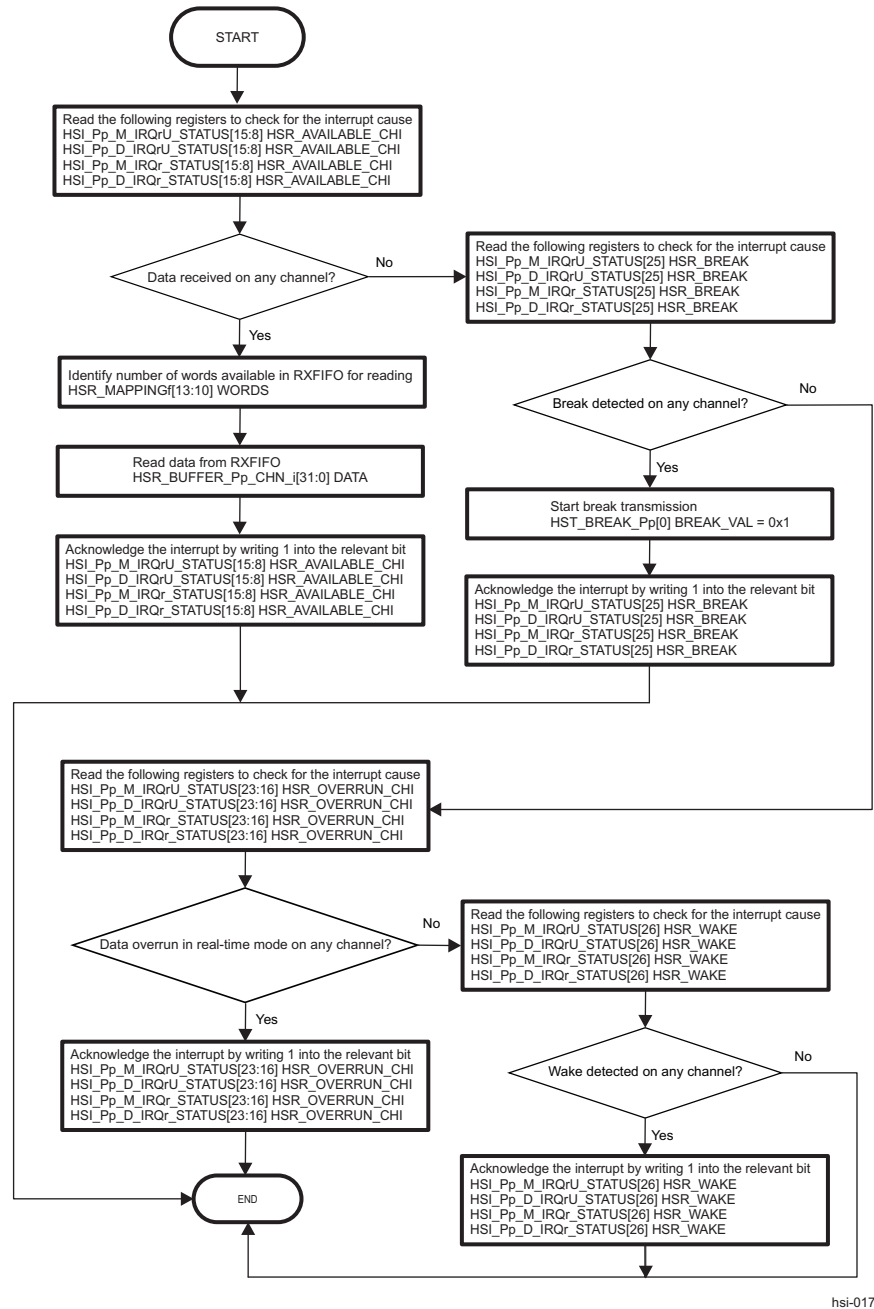 START
Read the following registers to check for the interrupt cause
HSI_Pp_M_IRQrU_STATUS[15:8] HSR_AVAILABLE_CHI
HSI_Pp_D_IRQrU_STATUS[15:8] HSR_AVAILABLE_CHI
HSI_Pp_M_IRQr_STATUS[15:8] HSR_AVAILABLE_CHI
HSI_Pp_D_IRQr_STATUS[15:8] HSR_AVAILABLE_CHI
Data received on any channel?
No
Yes
Read the following registers to check for the interrupt cause
HSI_Pp_M_IRQrU_STATUS[25] HSR_BREAK
HSI_Pp_D_IRQrU_STATUS[25] HSR_BREAK
HSI_Pp_M_IRQr_STATUS[25] HSR_BREAK
HSI_Pp_D_IRQr_STATUS[25] HSR_BREAK
Identify number of words available in RXFIFO for reading
HSR_MAPPINGf[13:10] WORDS
Break detected on any channel?
No
Yes
Read data from RXFIFO
HSR_BUFFER_Pp_CHN_i[31:0] DATA
Start break transmission
HST_BREAK_Pp[0] BREAK_VAL = 0x1
Acknowledge the interrupt by writing 1 into the relevant bit
HSI_Pp_M_IRQrU_STATUS[15:8] HSR_AVAILABLE_CHI
HSI_Pp_D_IRQrU_STATUS[15:8] HSR_AVAILABLE_CHI
HSI_Pp_M_IRQr_STATUS[15:8] HSR_AVAILABLE_CHI
HSI_Pp_D_IRQr_STATUS[15:8] HSR_AVAILABLE_CHI
Acknowledge the interrupt by writing 1 into the relevant bit
HSI_Pp_M_IRQrU_STATUS[25] HSR_BREAK
HSI_Pp_D_IRQrU_STATUS[25] HSR_BREAK
HSI_Pp_M_IRQr_STATUS[25] HSR_BREAK
HSI_Pp_D_IRQr_STATUS[25] HSR_BREAK
Read the following registers to check for the interrupt cause
HSI_Pp_M_IRQrU_STATUS[23:16] HSR_OVERRUN_CHI
HSI_Pp_D_IRQrU_STATUS[23:16] HSR_OVERRUN_CHI
HSI_Pp_M_IRQr_STATUS[23:16] HSR_OVERRUN_CHI
HSI_Pp_D_IRQr_STATUS[23:16] HSR_OVERRUN_CHI
Data overrun in real-time mode on any channel?
No
Yes
Read the following registers to check for the interrupt cause
HSI_Pp_M_IRQrU_STATUS[26] HSR_WAKE
HSI_Pp_D_IRQrU_STATUS[26] HSR_WAKE
HSI_Pp_M_IRQr_STATUS[26] HSR_WAKE
HSI_Pp_D_IRQr_STATUS[26] HSR_WAKE
Acknowledge the interrupt by writing 1 into the relevant bit
HSI_Pp_M_IRQrU_STATUS[23:16] HSR_OVERRUN_CHI
HSI_Pp_D_IRQrU_STATUS[23:16] HSR_OVERRUN_CHI
HSI_Pp_M_IRQr_STATUS[23:16] HSR_OVERRUN_CHI
HSI_Pp_D_IRQr_STATUS[23:16] HSR_OVERRUN_CHI
Wake detected on any channel?
No
Yes
Acknowledge the interrupt by writing 1 into the relevant bit
HSI_Pp_M_IRQrU_STATUS[26] HSR_WAKE
HSI_Pp_D_IRQrU_STATUS[26] HSR_WAKE
HSI_Pp_M_IRQr_STATUS[26] HSR_WAKE
HSI_Pp_D_IRQr_STATUS[26] HSR_WAKE
END
hsi-017